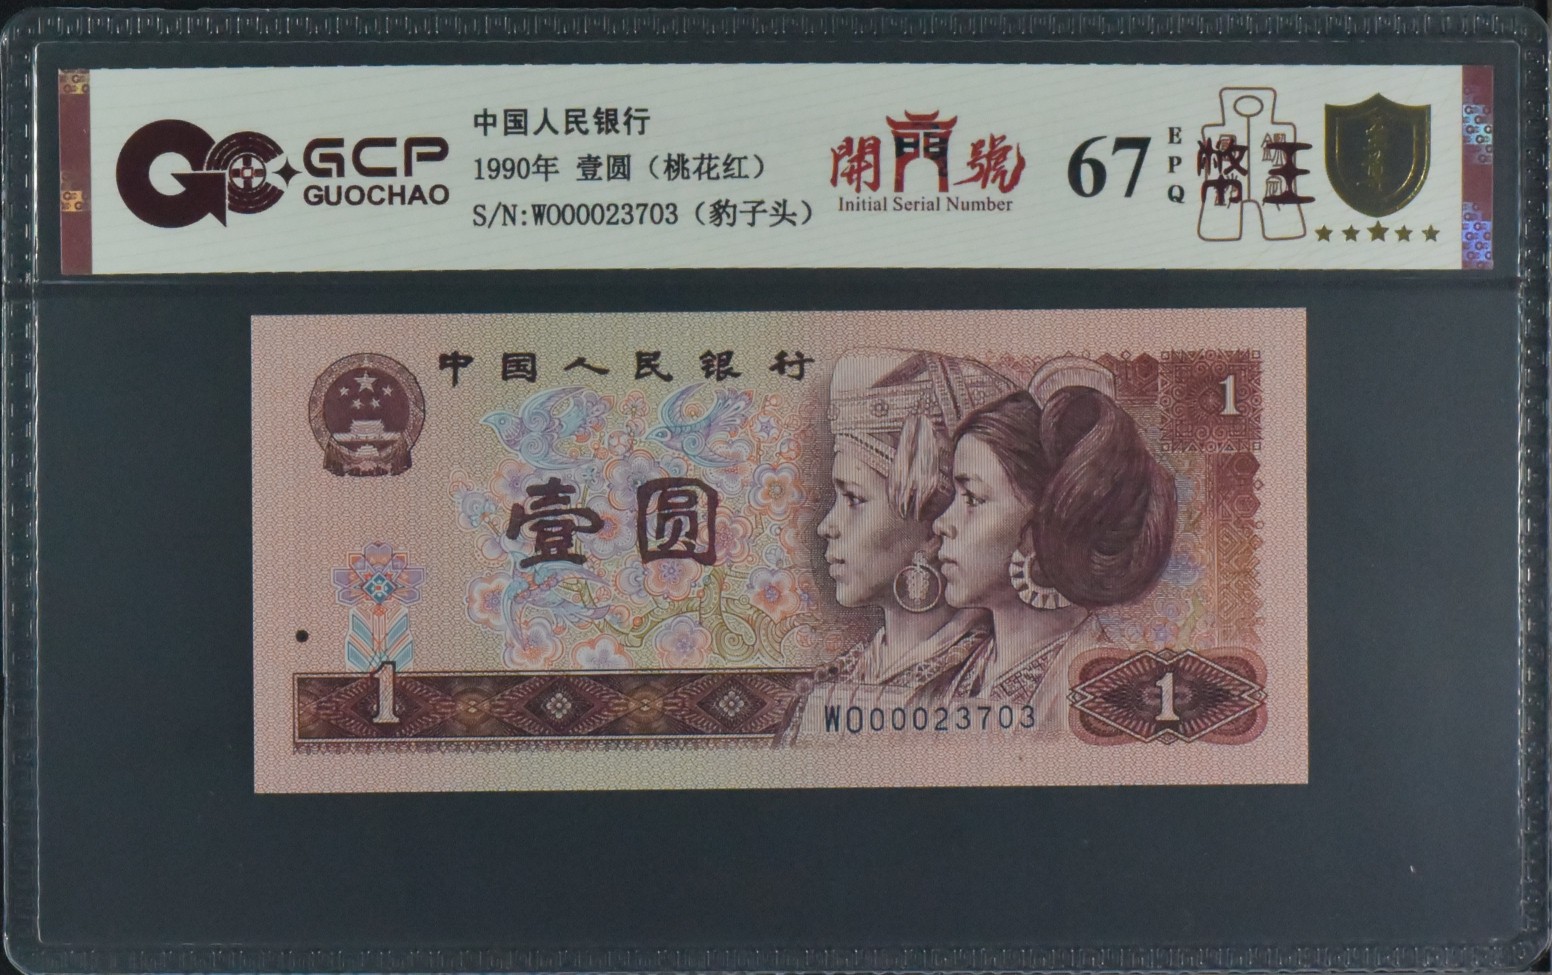 GCP
GUOCHAO
中国人民银行
1990年 壹圆（桃花红）
S/N:W000023703（豹子头）
開門號
Initial Serial Number
67
EPQ
中国人民银行
1
壹圆
1
W000023703
1